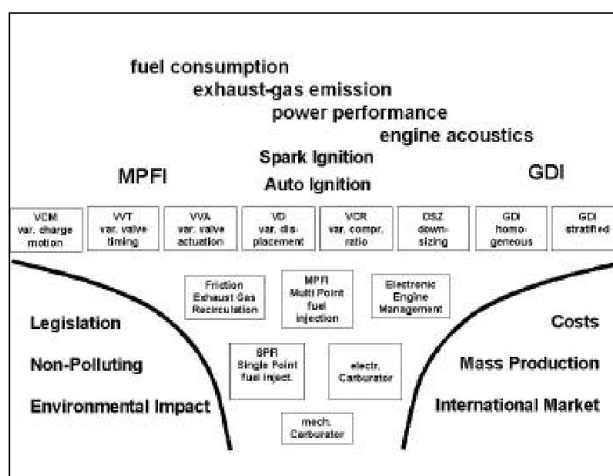 fuel consumption
exhaust-gas emission
power performance
engine acoustics
Spark Ignition
MPFI
Auto Ignition
GDI
VCM
var. charge
motion
VVT
var. valve
timing
VVA
var. valve
actuation
VD
var. dis-
placement
VCR
var. compr.
ratio
DSZ
down-
sizing
GDI
homo-
geneous
GDI
stratified
Friction
Exhaust Gas
Recirculation
MPFI
Multi Point
fuel
injection
Electronic
Engine
Management
Legislation
Costs
SPFI
Single Point
fuel inject.
electr.
Carburator
Non-Polluting
Mass Production
Environmental Impact
International Market
mech.
Carburator